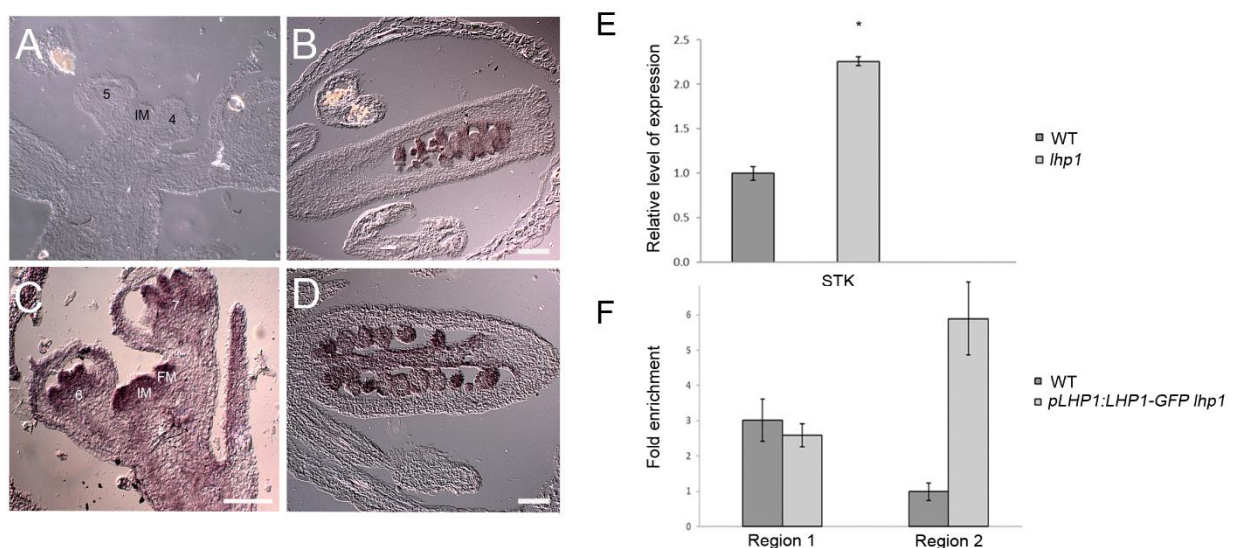 A
5
IM
4
B
C
7
FM
IM
6
D
E
*
Relative level of expression
2.5
2.0
1.5
1.0
0.5
0.0
STK
WT
lhp1
F
Fold enrichment
6
5
4
3
2
1
0
Region 1
Region 2
WT
pLHP1:LHP1-GFP lhp1